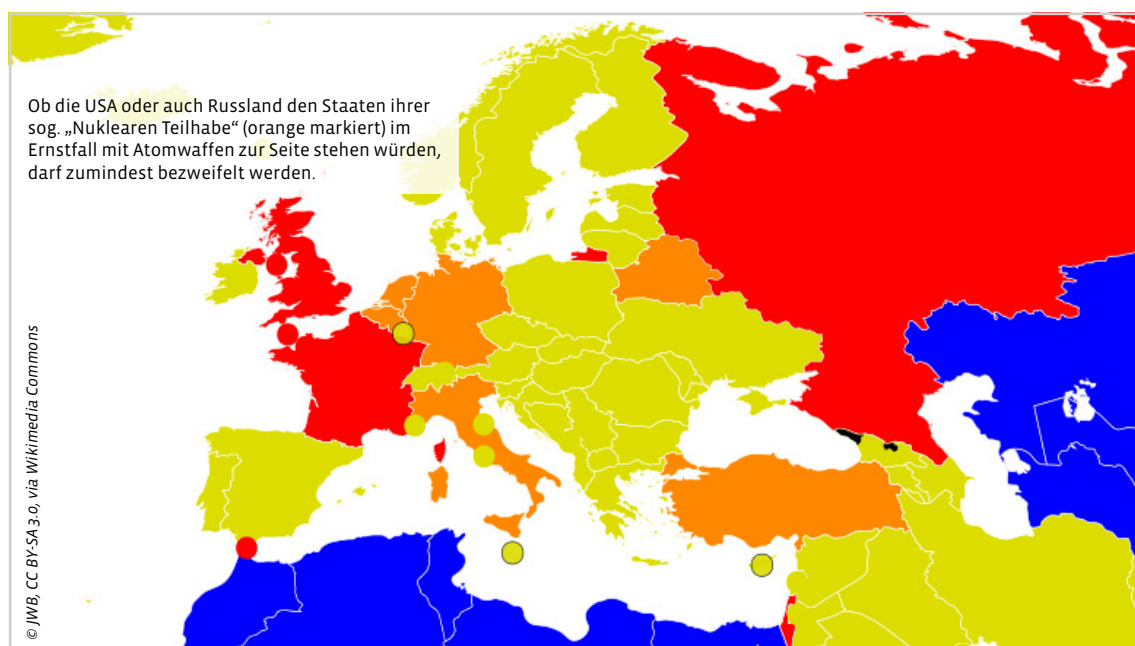 Ob die USA oder auch Russland den Staaten ihrer
sog. „Nuklearen Teilhabe“ (orange markiert) im
Ernstfall mit Atomwaffen zur Seite stehen würden,
darf zumindest bezweifelt werden.
© JWB, CC BY-SA 3.0, via Wikimedia Commons